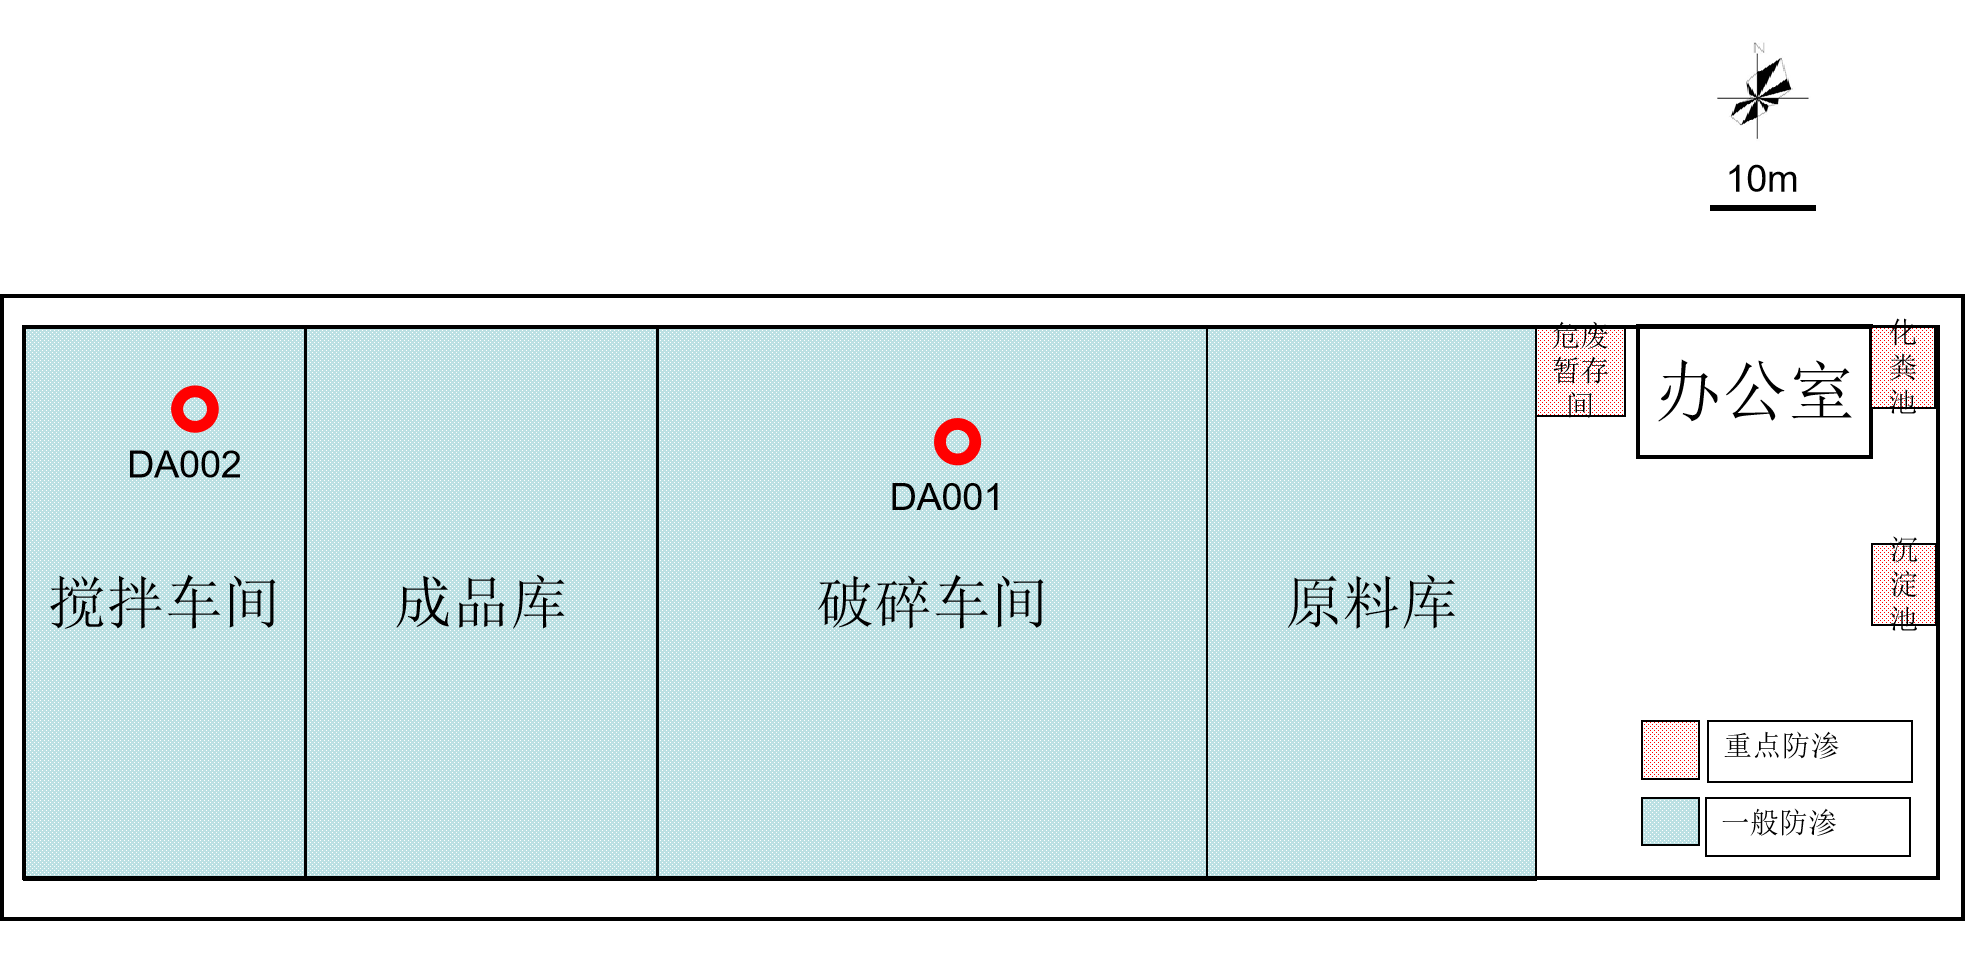 N
10m
危废
暂存
间
办公室
化
粪
池
DA002
DA001
搅拌车间
成品库
破碎车间
原料库
沉
淀
池
重点防渗
一般防渗